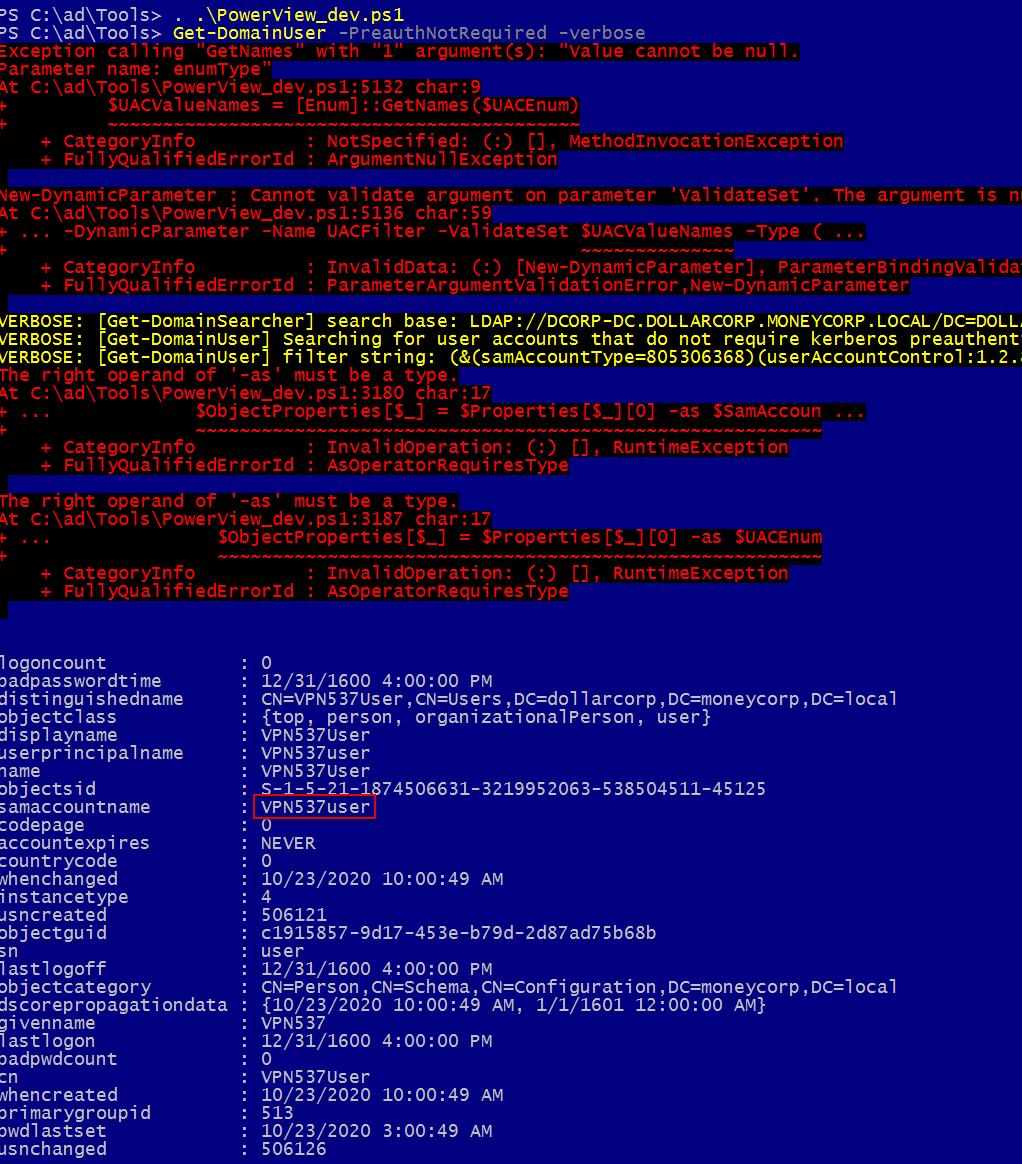 PS C:\ad\Tools> . .\PowerView_dev.ps1
PS C:\ad\Tools> Get-DomainUser -PreauthNotRequired -verbose
Exception calling "GetNames" with "1" argument(s): "Value cannot be null.
Parameter name: enumType"
At C:\ad\Tools\PowerView_dev.ps1:5132 char:9
+         $UACValueNames = [Enum]::GetNames($UACEnum)
+         ~~~~~~~~~~~~~~~~~~~~~~~~~~~~~~~~~~~~~~~~~~~
    + CategoryInfo          : NotSpecified: (:) [], MethodInvocationException
    + FullyQualifiedErrorId : ArgumentNullException
New-DynamicParameter : Cannot validate argument on parameter 'ValidateSet'. The argument is nu
At C:\ad\Tools\PowerView_dev.ps1:5136 char:59
+ ... -DynamicParameter -Name UACFilter -ValidateSet $UACValueNames -Type ( ...
+                                                    ~~~~~~~~~~~~~~
    + CategoryInfo          : InvalidData: (:) [New-DynamicParameter], ParameterBindingValida
    + FullyQualifiedErrorId : ParameterArgumentValidationError,New-DynamicParameter
VERBOSE: [Get-DomainSearcher] search base: LDAP://DCORP-DC.DOLLARCORP.MONEYCORP.LOCAL/DC=DOLL
VERBOSE: [Get-DomainUser] Searching for user accounts that do not require kerberos preauthent
VERBOSE: [Get-DomainUser] filter string: (&(samAccountType=805306368)(userAccountControl:1.2.
The right operand of '-as' must be a type.
At C:\ad\Tools\PowerView_dev.ps1:3180 char:17
+ ...                $ObjectProperties[$_] = $Properties[$_][0] -as $SamAccoun ...
+                    ~~~~~~~~~~~~~~~~~~~~~~~~~~~~~~~~~~~~~~~~~~~~~~~~~~~~~~~~~
    + CategoryInfo          : InvalidOperation: (:) [], RuntimeException
    + FullyQualifiedErrorId : AsOperatorRequiresType
The right operand of '-as' must be a type.
At C:\ad\Tools\PowerView_dev.ps1:3187 char:17
+ ...                  $ObjectProperties[$_] = $Properties[$_][0] -as $UACEnum
+                      ~~~~~~~~~~~~~~~~~~~~~~~~~~~~~~~~~~~~~~~~~~~~~~~~~~~~~~~
    + CategoryInfo          : InvalidOperation: (:) [], RuntimeException
    + FullyQualifiedErrorId : AsOperatorRequiresType
logoncount            : 0
badpasswordtime       : 12/31/1600 4:00:00 PM
distinguishedname     : CN=VPN537User,CN=Users,DC=dollarcorp,DC=moneycorp,DC=local
objectclass           : {top, person, organizationalPerson, user}
displayname           : VPN537User
userprincipalname     : VPN537user
name                  : VPN537User
objectsid             : S-1-5-21-1874506631-3219952063-538504511-45125
samaccountname        : VPN537user
codepage              : 0
accountexpires        : NEVER
countrycode           : 0
whenchanged           : 10/23/2020 10:00:49 AM
instancetype          : 4
usncreated            : 506121
objectguid            : c1915857-9d17-453e-b79d-2d87ad75b68b
sn                    : user
lastlogoff            : 12/31/1600 4:00:00 PM
objectcategory        : CN=Person,CN=Schema,CN=Configuration,DC=moneycorp,DC=local
dscorepropagationdata : {10/23/2020 10:00:49 AM, 1/1/1601 12:00:00 AM}
givenname             : VPN537
lastlogon             : 12/31/1600 4:00:00 PM
badpwdcount           : 0
cn                    : VPN537User
whencreated           : 10/23/2020 10:00:49 AM
primarygroupid        : 513
pwdlastset            : 10/23/2020 3:00:49 AM
usnchanged            : 506126